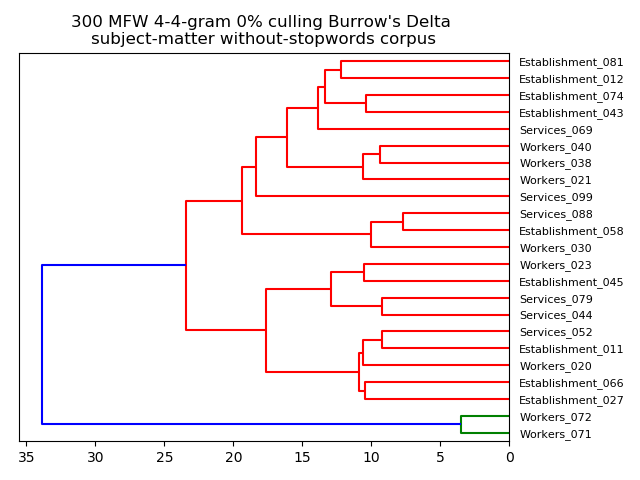 300 MFW 4-4-gram 0% culling Burrow's Delta
subject-matter without-stopwords corpus
Establishment_081
Establishment_012
Establishment_074
Establishment_043
Services_069
Workers_040
Workers_038
Workers_021
Services_099
Services_088
Establishment_058
Workers_030
Workers_023
Establishment_045
Services_079
Services_044
Services_052
Establishment_011
Workers_020
Establishment_066
Establishment_027
Workers_072
Workers_071
35 30 25 20 15 10 5 0